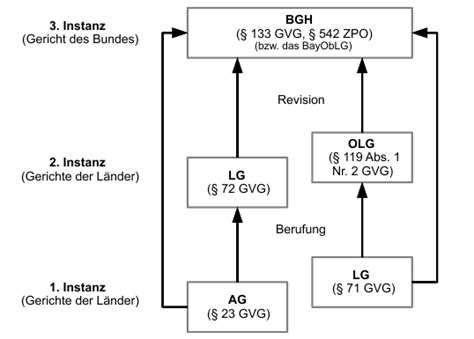 3. Instanz
(Gericht des Bundes)
BGH
(§ 133 GVG, § 542 ZPO)
(bzw. das BayObLG)
Revision
2. Instanz
(Gerichte der Länder)
LG
(§ 72 GVG)
OLG
(§ 119 Abs. 1
Nr. 2 GVG)
Berufung
1. Instanz
(Gerichte der Länder)
AG
(§ 23 GVG)
LG
(§ 71 GVG)